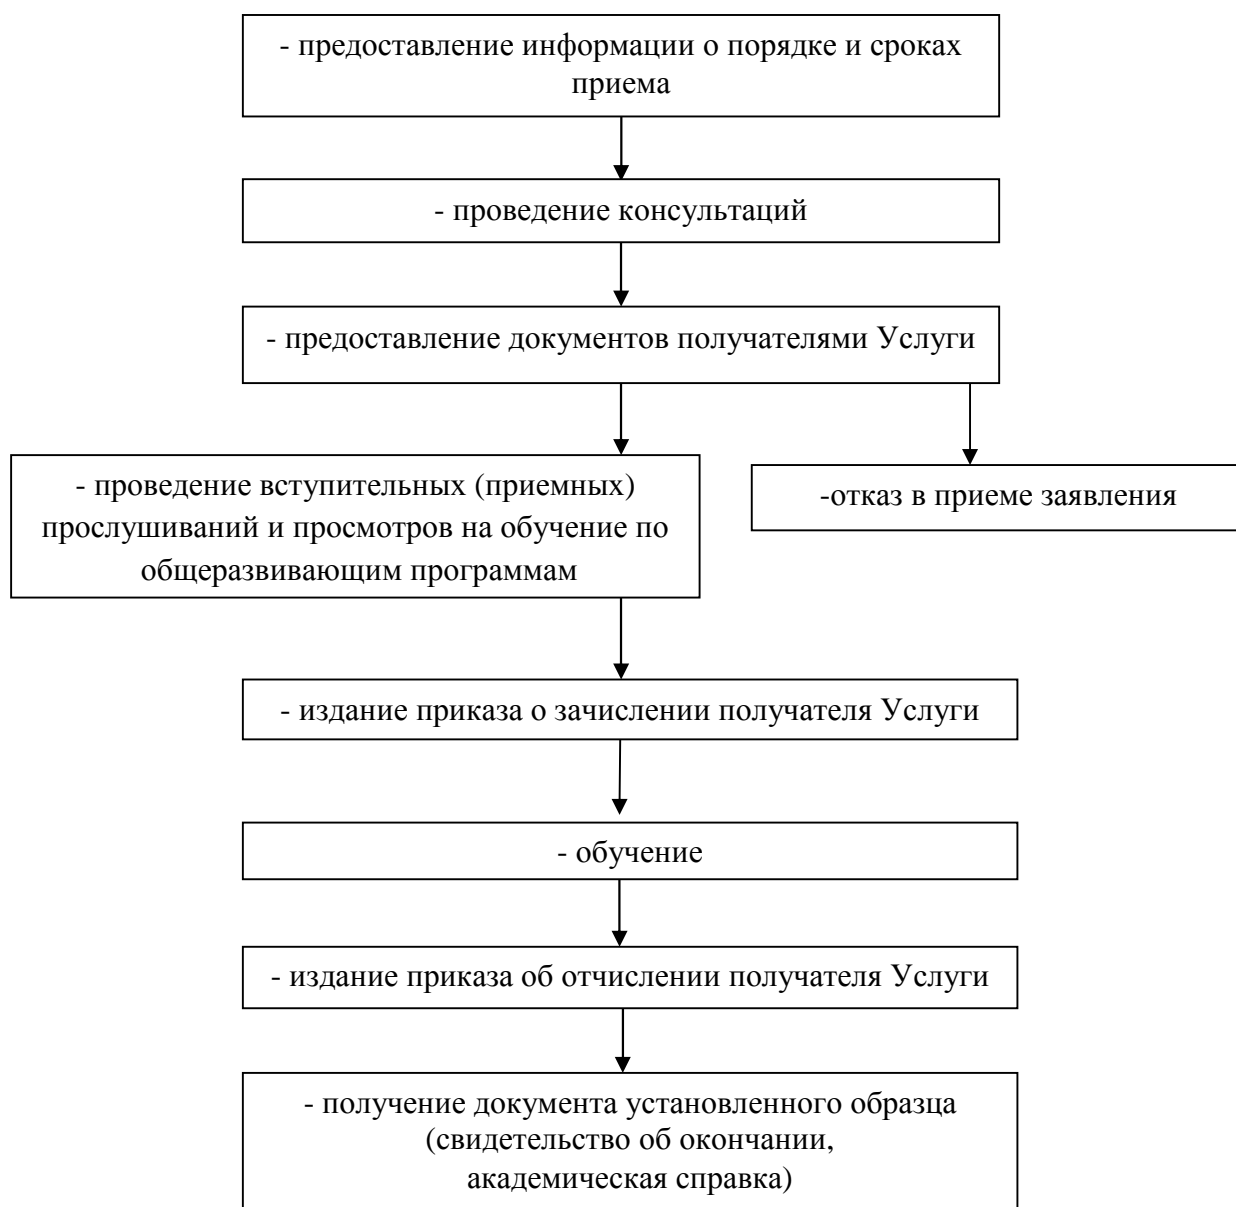 - предоставление информации о порядке и сроках
приема
- проведение консультаций
- предоставление документов получателями Услуги
- проведение вступительных (приемных)
прослушиваний и просмотров на обучение по
общеразвивающим программам
-отказ в приеме заявления
- издание приказа о зачислении получателя Услуги
- обучение
- издание приказа об отчислении получателя Услуги
- получение документа установленного образца
(свидетельство об окончании,
академическая справка)